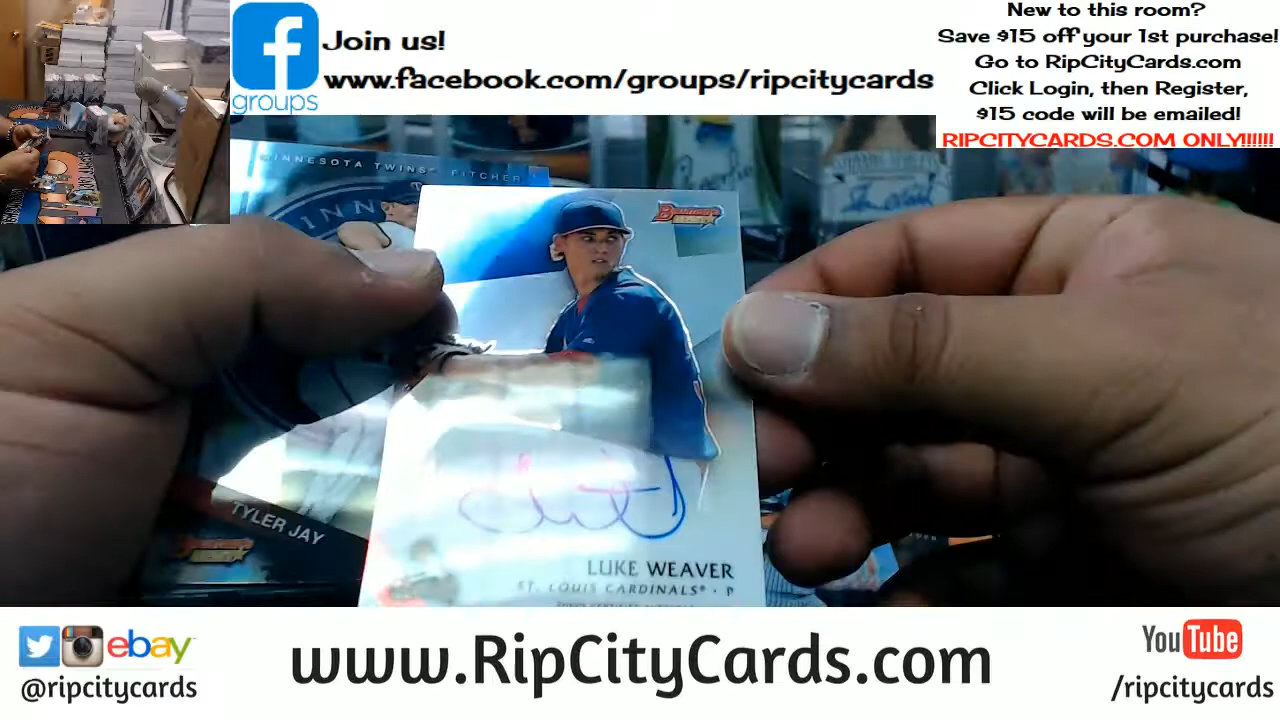 Join us!
www.facebook.com/groups/ripcitycards
groups
New to this room?
Save $15 off your 1st purchase!
Go to RipCityCards.com
Click Login, then Register,
$15 code will be emailed!
RIPCITYCARDS.COM ONLY!!!!!!
MINNESOTA TWINS® PITCHER
TYLER JAY
LUKE WEAVER
ST. LOUIS CARDINALS® · P
ebay
@ripcitycards
www.RipCityCards.com
YouTube
/ripcitycards